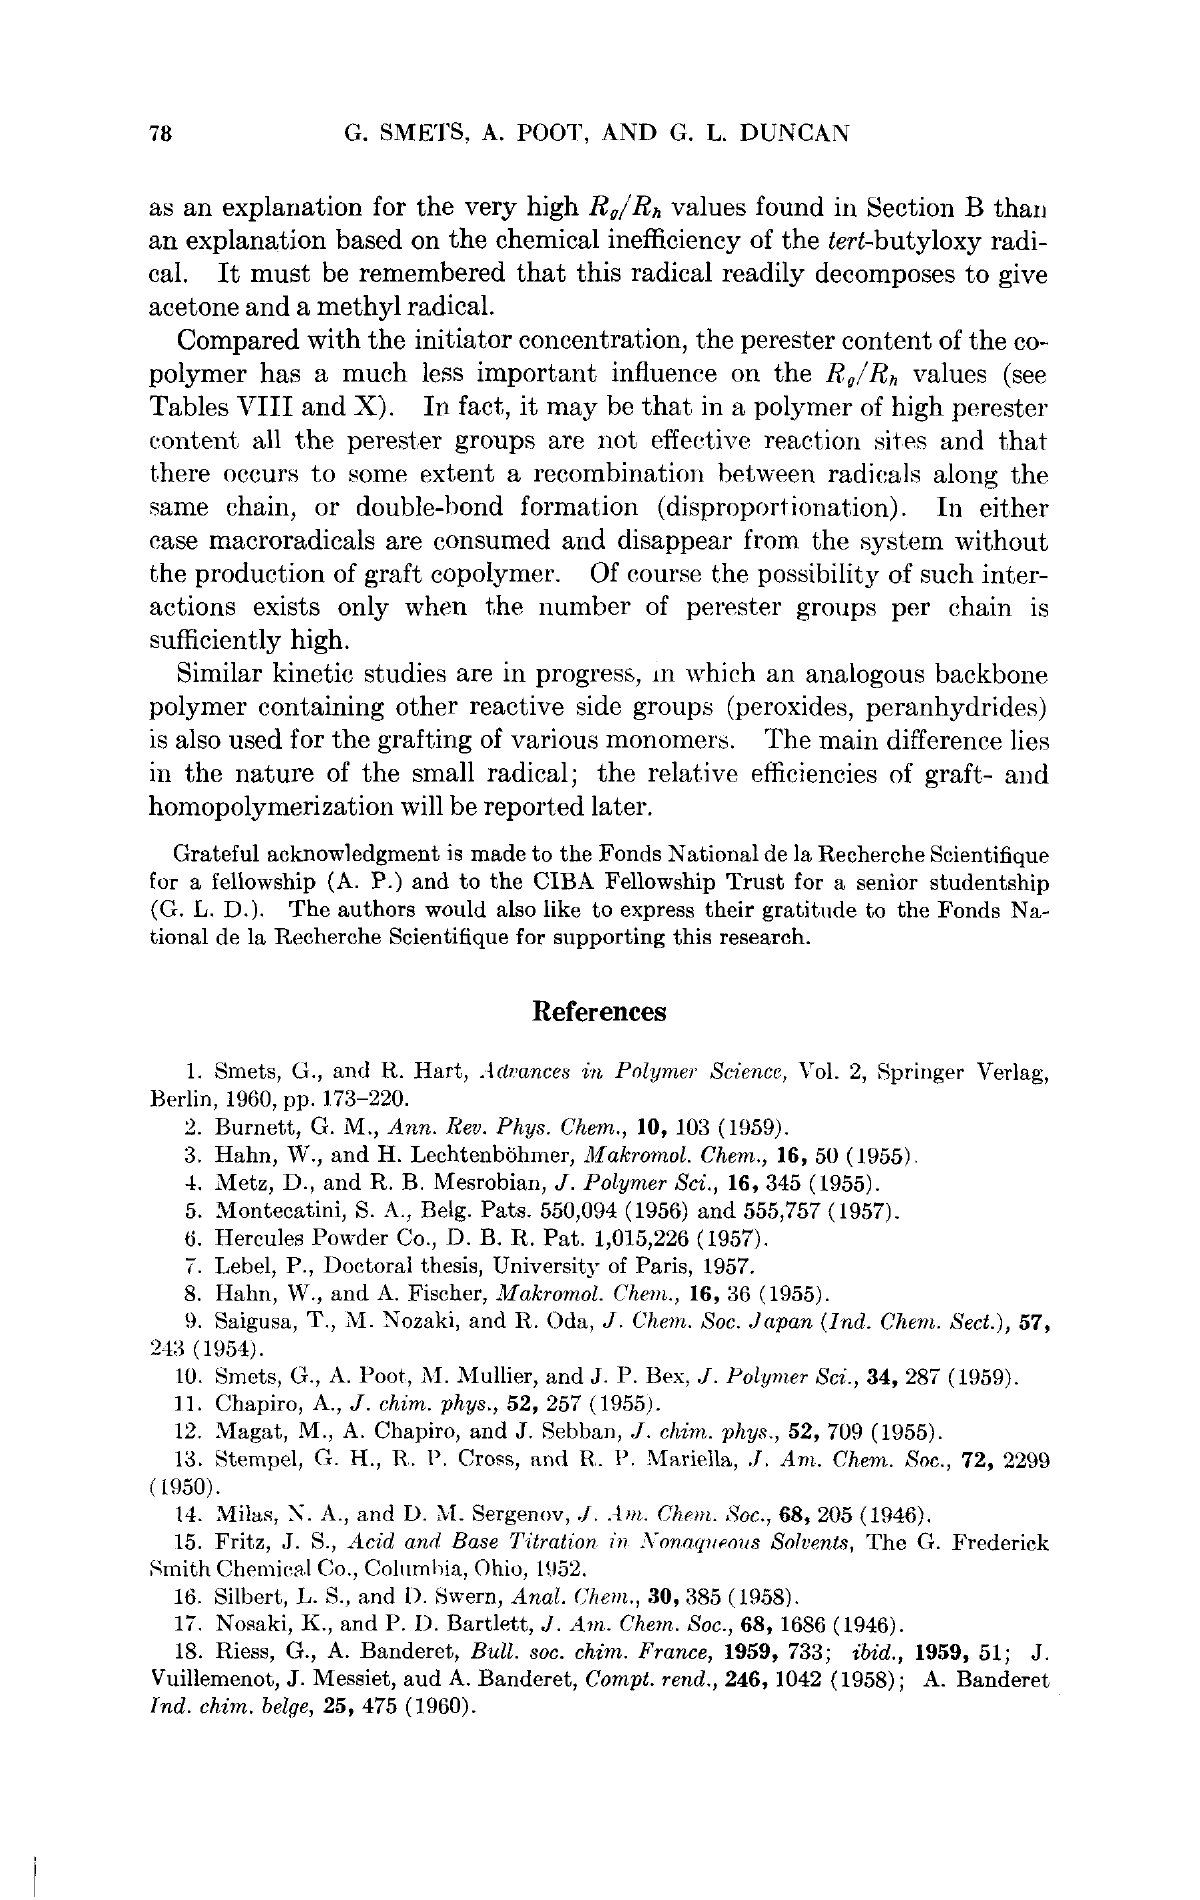 78 G. SMETS, A. POOT, AND G. L. DUNCAN
as an explanation for the very high Rg/Rh values found in Section B than
an explanation based on the chemical inefficiency of the tert-butyloxy radi-
cal. It must be remembered that this radical readily decomposes to give
acetone and a methyl radical.
Compared with the initiator concentration, the perester content of the co-
polymer has a much less important influence on the Rg/Rh values (see
Tables VIII and X). In fact, it may be that in a polymer of high perester
content all the perester groups are not effective reaction sites and that
there occurs to some extent a recombination between radicals along the
same chain, or double-bond formation (disproportionation). In either
case macroradicals are consumed and disappear from the system without
the production of graft copolymer. Of course the possibility of such inter-
actions exists only when the number of perester groups per chain is
sufficiently high.
Similar kinetic studies are in progress, in which an analogous backbone
polymer containing other reactive side groups (peroxides, peranhydrides)
is also used for the grafting of various monomers. The main difference lies
in the nature of the small radical; the relative efficiencies of graft- and
homopolymerization will be reported later.
Grateful acknowledgment is made to the Fonds National de la Recherche Scientifique
for a fellowship (A. P.) and to the CIBA Fellowship Trust for a senior studentship
(G. L. D.). The authors would also like to express their gratitude to the Fonds Na-
tional de la Recherche Scientifique for supporting this research.
References
1. Smets, G., and R. Hart, Advances in Polymer Science, Vol. 2, Springer Verlag,
Berlin, 1960, pp. 173–220.
2. Burnett, G. M., Ann. Rev. Phys. Chem., 10, 103 (1959).
3. Hahn, W., and H. Lechtenböhmer, Makromol. Chem., 16, 50 (1955).
4. Metz, D., and R. B. Mesrobian, J. Polymer Sci., 16, 345 (1955).
5. Montecatini, S. A., Belg. Pats. 550,094 (1956) and 555,757 (1957).
6. Hercules Powder Co., D. B. R. Pat. 1,015,226 (1957).
7. Lebel, P., Doctoral thesis, University of Paris, 1957.
8. Hahn, W., and A. Fischer, Makromol. Chem., 16, 36 (1955).
9. Saigusa, T., M. Nozaki, and R. Oda, J. Chem. Soc. Japan (Ind. Chem. Sect.), 57,
243 (1954).
10. Smets, G., A. Poot, M. Mullier, and J. P. Bex, J. Polymer Sci., 34, 287 (1959).
11. Chapiro, A., J. chim. phys., 52, 257 (1955).
12. Magat, M., A. Chapiro, and J. Sebban, J. chim. phys., 52, 709 (1955).
13. Stempel, G. H., R. P. Cross, and R. P. Mariella, J. Am. Chem. Soc., 72, 2299
(1950).
14. Milas, N. A., and D. M. Sergenov, J. Am. Chem. Soc., 68, 205 (1946).
15. Fritz, J. S., Acid and Base Titration in Nonaqueous Solvents, The G. Frederick
Smith Chemical Co., Columbia, Ohio, 1952.
16. Silbert, L. S., and D. Swern, Anal. Chem., 30, 385 (1958).
17. Nosaki, K., and P. D. Bartlett, J. Am. Chem. Soc., 68, 1686 (1946).
18. Riess, G., A. Banderet, Bull. soc. chim. France, 1959, 733; ibid., 1959, 51; J.
Vuillemenot, J. Messiet, aud A. Banderet, Compt. rend., 246, 1042 (1958); A. Banderet
Ind. chim. belge, 25, 475 (1960).